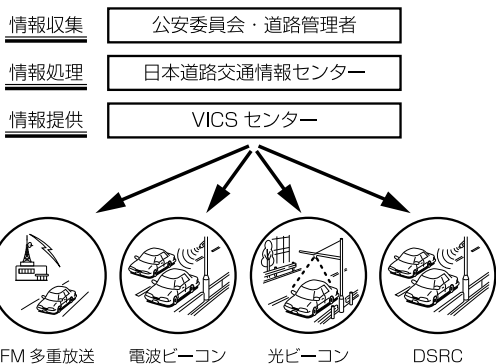 情報収集 公安委員会・道路管理者
情報処理 日本道路交通情報センター
情報提供 VICS センター
FM 多重放送 電波ビーコン 光ビーコン DSRC